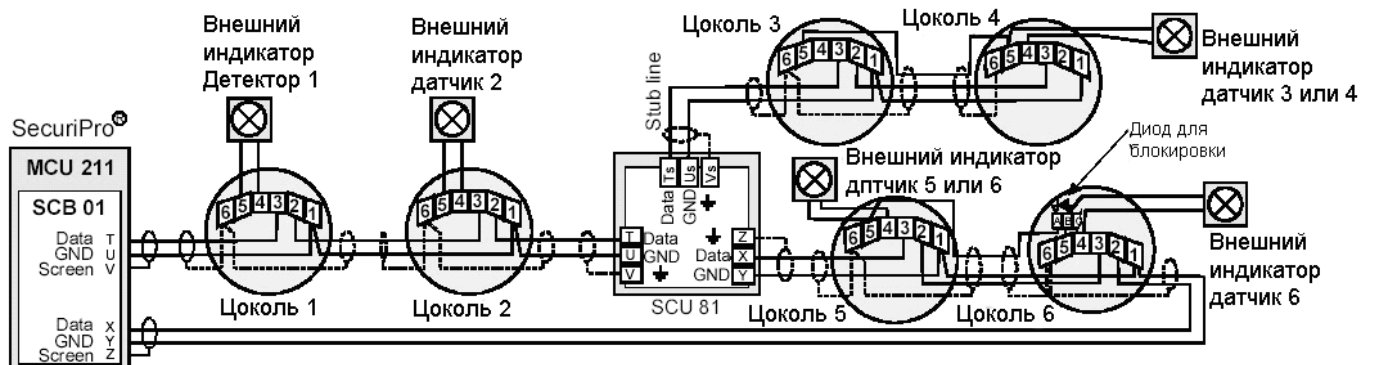 SecuriPro®
MCU 211
SCB 01
Data T
GND U
Screen V
Data X
GND Y
Screen Z
Внешний
индикатор
Детектор 1
6 5 4 3 2 1
Цоколь 1
Внешний
индикатор
датчик 2
6 5 4 3 2 1
Цоколь 2
Stub line
Ts Us Vs
Data
GND
T Data
U GND
V
Z
Data X
GND Y
SCU 81
Цоколь 3
6 5 4 3 2 1
Цоколь 4
6 5 4 3 2 1
Внешний
индикатор
датчик 3 или 4
Диод для
блокировки
Внешний индикатор
дптчик 5 или 6
6 5 4 3 2 1
Цоколь 5
A B C
6 5 4 3 2 1
Цоколь 6
Внешний
индикатор
датчик 6